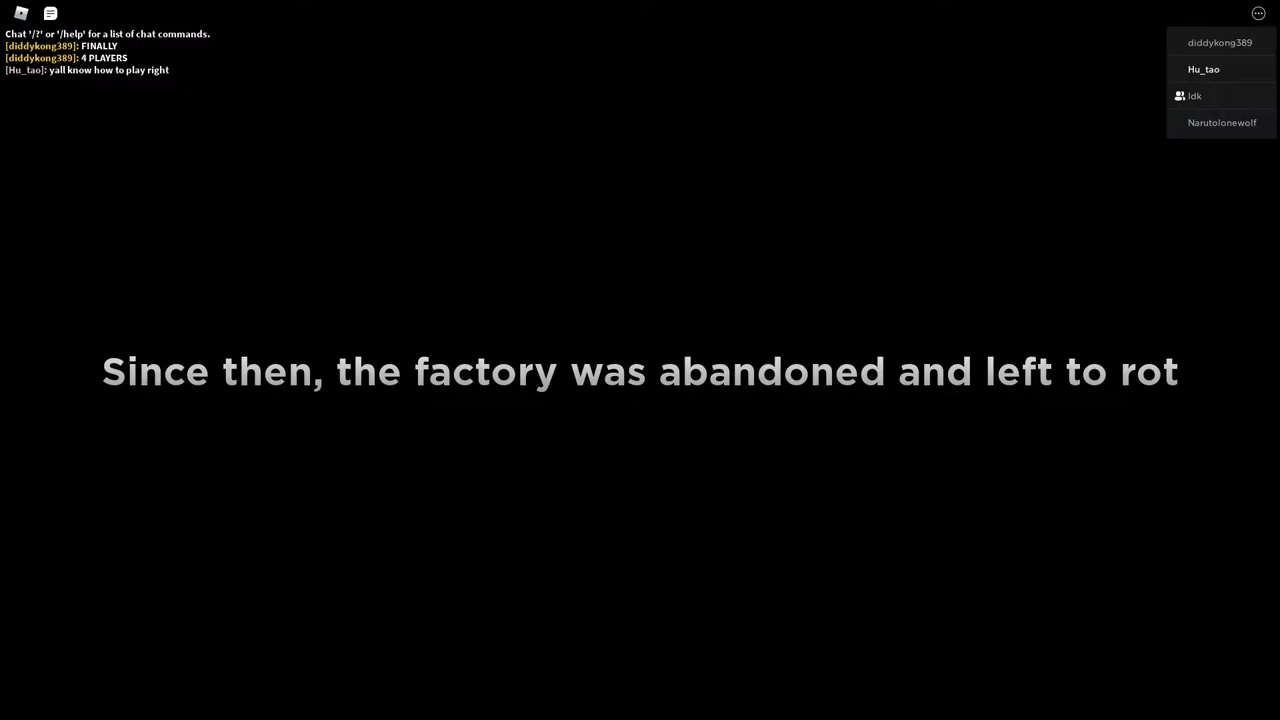 Chat '/?' or '/help' for a list of chat commands.
[diddykong389]: FINALLY
[diddykong389]: 4 PLAYERS
[Hu_tao]: yall know how to play right
diddykong389
Hu_tao
Idk
Narutolonewolf
Since then, the factory was abandoned and left to rot